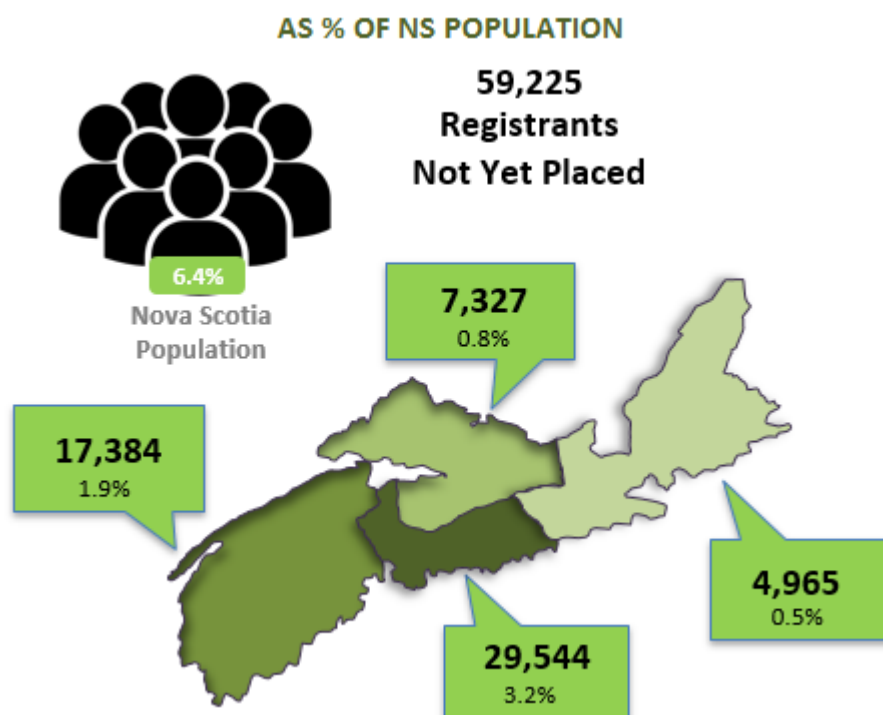 AS % OF NS POPULATION
59,225
Registrants
Not Yet Placed
6.4%
Nova Scotia
Population
7,327
0.8%
17,384
1.9%
4,965
0.5%
29,544
3.2%